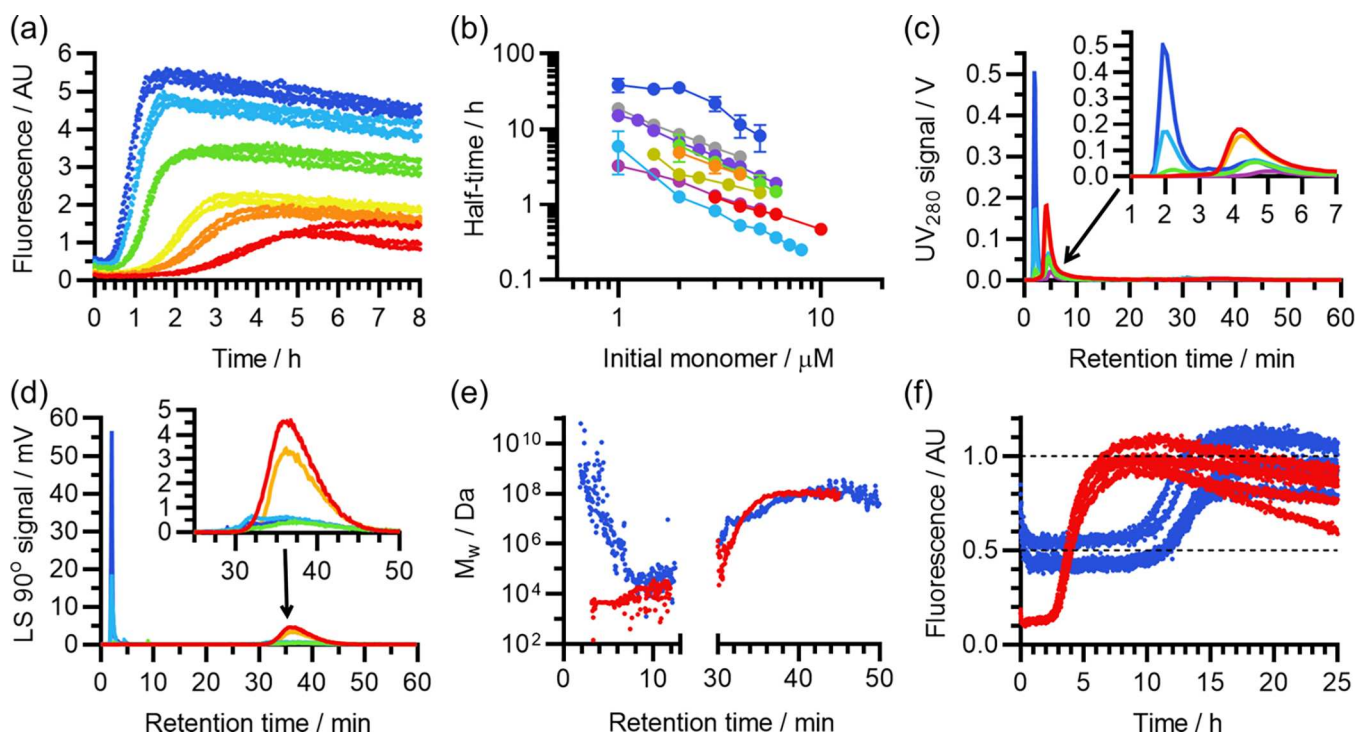 (a)
Fluorescence / AU
6
5
4
3
2
1
0
0 1 2 3 4 5 6 7 8
Time / h
(b)
Half-time / h
100
10
1
0.1
1 10
Initial monomer / μM
(c)
UV280 signal / V
0.5
0.4
0.3
0.2
0.1
0.0
0 10 20 30 40 50 60
Retention time / min
0.5
0.4
0.3
0.2
0.1
0.0
1 2 3 4 5 6 7
(d)
LS 90° signal / mV
60
50
40
30
20
10
0
0 10 20 30 40 50 60
Retention time / min
5
4
3
2
1
0
30 40 50
(e)
Mw / Da
10^10
10^8
10^6
10^4
10^2
0 10 30 40 50
Retention time / min
(f)
Fluorescence / AU
1.0
0.5
0.0
0 5 10 15 20 25
Time / h